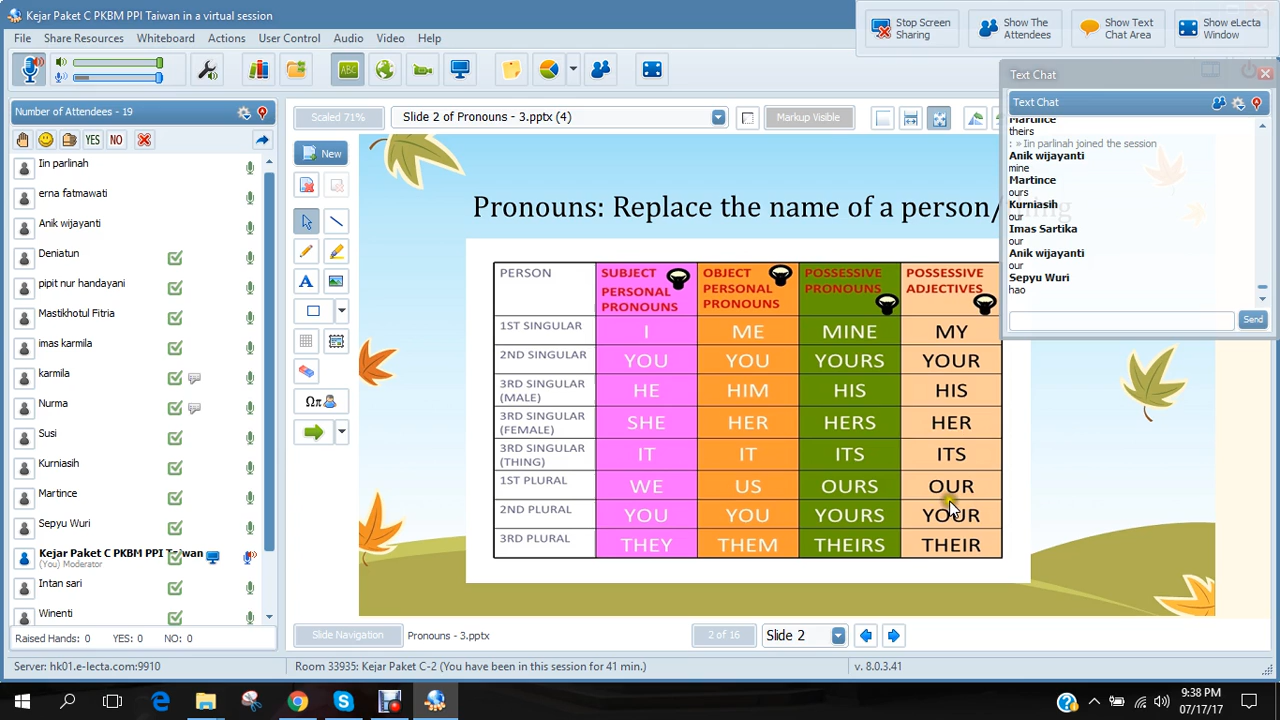 Kejar Paket C PKBM PPI Taiwan in a virtual session
File Share Resources Whiteboard Actions User Control Audio Video Help
Stop Screen Sharing
Show The Attendees
Show Text Chat Area
Show eLecta Window
Number of Attendees - 19
YES NO
Iin parlinah
erna fatmawati
Anik wijayanti
Deniatun
pipit nur handayani
Mastikhotul Fitria
imas karmila
karmila
Nurma
Susi
Kurniasih
Martince
Sepyu Wuri
Kejar Paket C PKBM PPI Taiwan
(You) Moderator
Intan sari
Winenti
Raised Hands: 0 YES: 0 NO: 0
Scaled 71%
Slide 2 of Pronouns - 3.pptx (4)
Markup Visible
New
ABC
A
Ωπ
Pronouns: Replace the name of a person/
PERSON SUBJECT PERSONAL PRONOUNS OBJECT PERSONAL PRONOUNS POSSESSIVE PRONOUNS POSSESSIVE ADJECTIVES
1ST SINGULAR I ME MINE MY
2ND SINGULAR YOU YOU YOURS YOUR
3RD SINGULAR (MALE) HE HIM HIS HIS
3RD SINGULAR (FEMALE) SHE HER HERS HER
3RD SINGULAR (THING) IT IT ITS ITS
1ST PLURAL WE US OURS OUR
2ND PLURAL YOU YOU YOURS YOUR
3RD PLURAL THEY THEM THEIRS THEIR
Text Chat
Text Chat
Martince
theirs
: » Iin parlinah joined the session
Anik wijayanti
mine
Martince
ours
Kurniasih
our
Imas Sartika
our
Anik wijayanti
our
Sepyu Wuri
hao
Send
Slide Navigation
Pronouns - 3.pptx
2 of 16
Slide 2
Server: hk01.e-lecta.com:9910
Room 33935: Kejar Paket C-2 (You have been in this session for 41 min.)
v. 8.0.3.41
9:38 PM
07/17/17